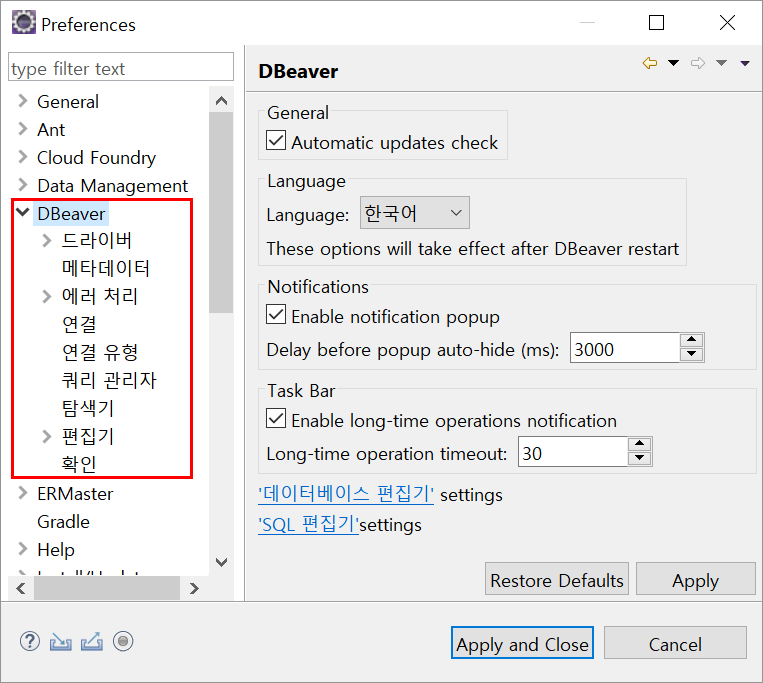 Preferences
type filter text
General
Ant
Cloud Foundry
Data Management
DBeaver
드라이버
메타데이터
에러 처리
연결
연결 유형
쿼리 관리자
탐색기
편집기
확인
ERMaster
Gradle
Help
DBeaver
General
Automatic updates check
Language
Language: 한국어
These options will take effect after DBeaver restart
Notifications
Enable notification popup
Delay before popup auto-hide (ms): 3000
Task Bar
Enable long-time operations notification
Long-time operation timeout: 30
'데이터베이스 편집기' settings
'SQL 편집기'settings
Restore Defaults Apply
Apply and Close Cancel